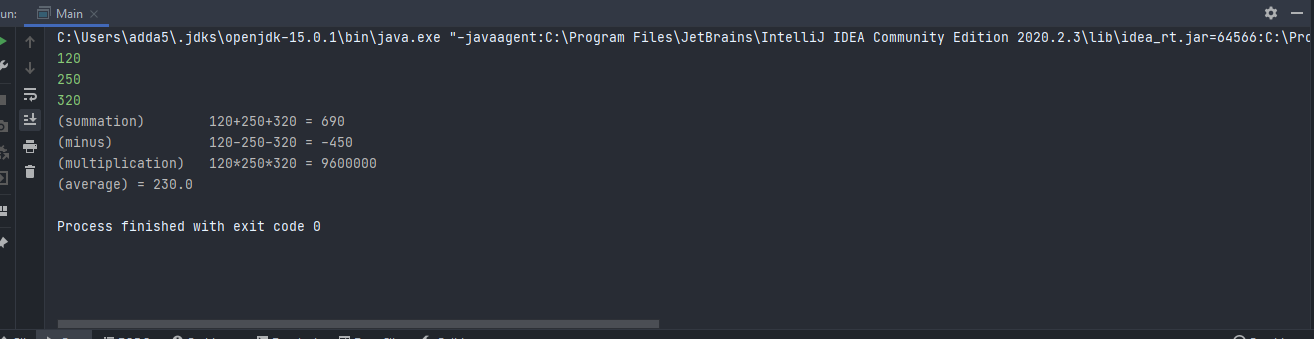 un: Main
C:\Users\adda5\.jdks\openjdk-15.0.1\bin\java.exe "-javaagent:C:\Program Files\JetBrains\IntelliJ IDEA Community Edition 2020.2.3\lib\idea_rt.jar=64566:C:\Pro
120
250
320
(summation)        120+250+320 = 690
(minus)            120-250-320 = -450
(multiplication)   120*250*320 = 9600000
(average) = 230.0
Process finished with exit code 0